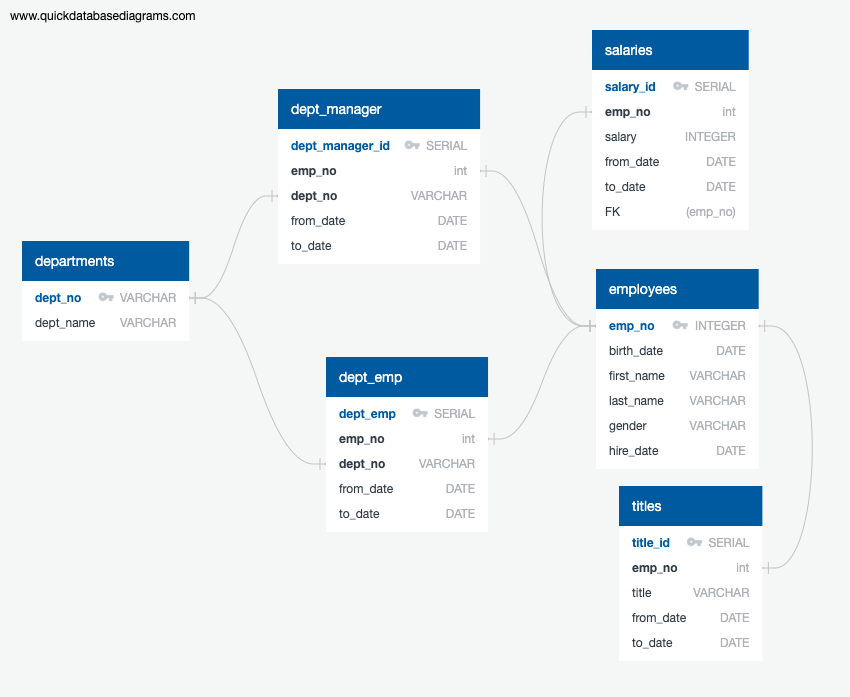 www.quickdatabasediagrams.com
salaries
salary_id SERIAL
emp_no int
salary INTEGER
from_date DATE
to_date DATE
FK (emp_no)
dept_manager
dept_manager_id SERIAL
emp_no int
dept_no VARCHAR
from_date DATE
to_date DATE
departments
dept_no VARCHAR
dept_name VARCHAR
employees
emp_no INTEGER
birth_date DATE
first_name VARCHAR
last_name VARCHAR
gender VARCHAR
hire_date DATE
dept_emp
dept_emp SERIAL
emp_no int
dept_no VARCHAR
from_date DATE
to_date DATE
titles
title_id SERIAL
emp_no int
title VARCHAR
from_date DATE
to_date DATE